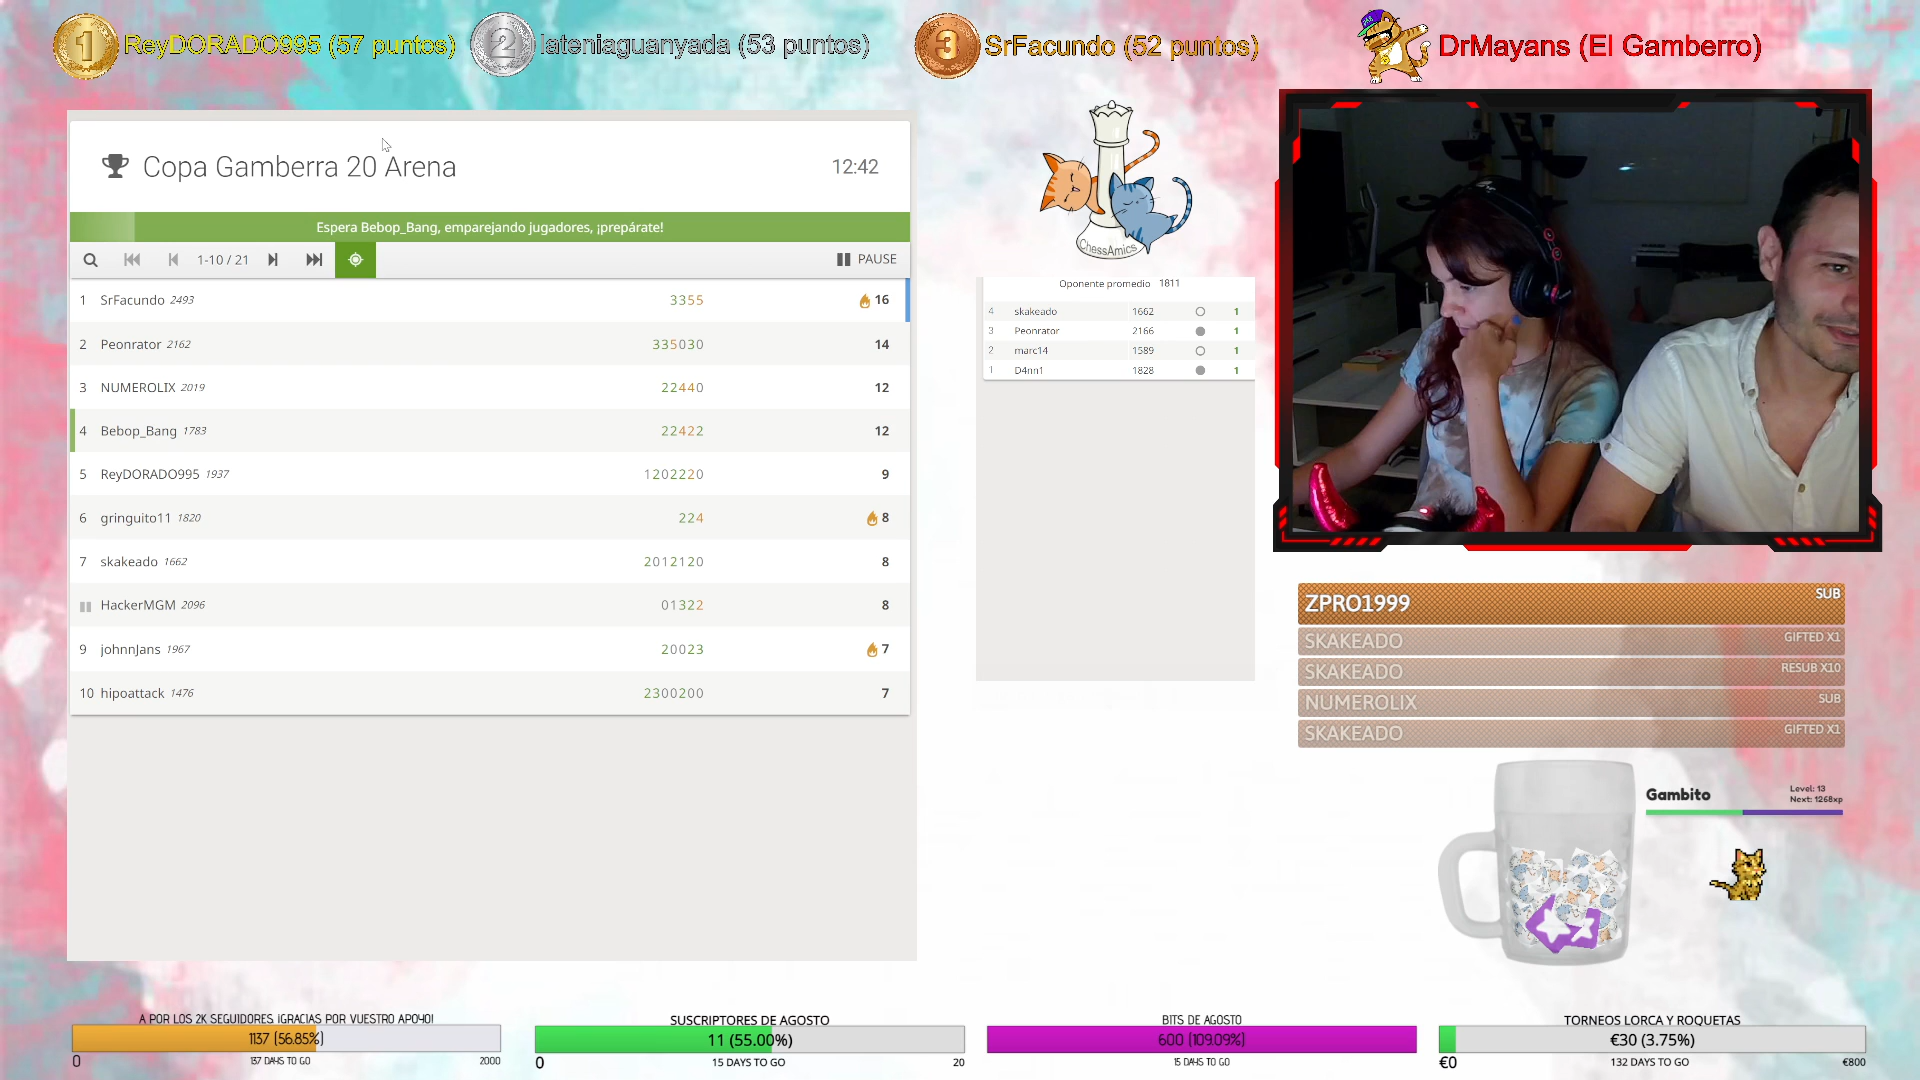 ReyDORADO995 (57 puntos)
lateniaguanyada (53 puntos)
SrFacundo (52 puntos)
DrMayans (El Gamberro)
Copa Gamberra 20 Arena
12:42
Espera Bebop_Bang, emparejando jugadores, ¡prepárate!
1-10 / 21
PAUSE
1 SrFacundo 2493 3355 16
2 Peonrator 2162 335030 14
3 NUMEROLIX 2019 22440 12
4 Bebop_Bang 1783 22422 12
5 ReyDORADO995 1937 1202220 9
6 gringuito11 1820 224 8
7 skakeado 1662 2012120 8
HackerMGM 2096 01322 8
9 johnnJans 1967 20023 7
10 hipoattack 1476 2300200 7
ChessAmics
Oponente promedio 1811
4 skakeado 1662 1
3 Peonrator 2166 1
2 marc14 1589 1
1 D4nn1 1828 1
ZPRO1999 SUB
SKAKEADO GIFTED X1
SKAKEADO RESUB X10
NUMEROLIX SUB
SKAKEADO GIFTED X1
Gambito
Level: 13
Next: 1268xp
A POR LOS 2K SEGUIDORES ¡GRACIAS POR VUESTRO APOYO!
1137 (56.85%)
0 137 DAYS TO GO 2000
SUSCRIPTORES DE AGOSTO
11 (55.00%)
0 15 DAYS TO GO 20
BITS DE AGOSTO
600 (109.09%)
15 DAYS TO GO
TORNEOS LORCA Y ROQUETAS
€30 (3.75%)
€0 132 DAYS TO GO €800